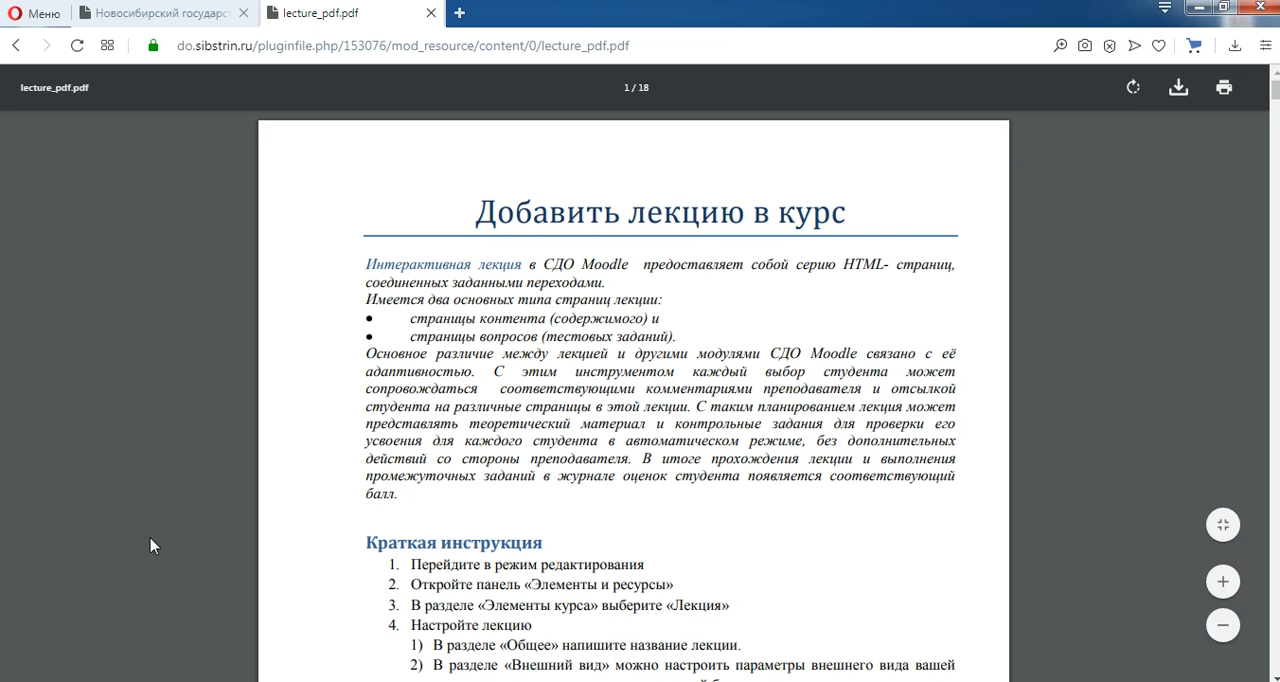 Меню
Новосибирский государс
lecture_pdf.pdf
do.sibstrin.ru/pluginfile.php/153076/mod_resource/content/0/lecture_pdf.pdf
lecture_pdf.pdf
1 / 18
Добавить лекцию в курс
Интерактивная лекция в СДО Moodle предоставляет собой серию HTML- страниц,
соединенных заданными переходами.
Имеется два основных типа страниц лекции:
• страницы контента (содержимого) и
• страницы вопросов (тестовых заданий).
Основное различие между лекцией и другими модулями СДО Moodle связано с её
адаптивностью. С этим инструментом каждый выбор студента может
сопровождаться соответствующими комментариями преподавателя и отсылкой
студента на различные страницы в этой лекции. С таким планированием лекция может
представлять теоретический материал и контрольные задания для проверки его
усвоения для каждого студента в автоматическом режиме, без дополнительных
действий со стороны преподавателя. В итоге прохождения лекции и выполнения
промежуточных заданий в журнале оценок студента появляется соответствующий
балл.
Краткая инструкция
1. Перейдите в режим редактирования
2. Откройте панель «Элементы и ресурсы»
3. В разделе «Элементы курса» выберите «Лекция»
4. Настройте лекцию
1) В разделе «Общее» напишите название лекции.
2) В разделе «Внешний вид» можно настроить параметры внешнего вида вашей